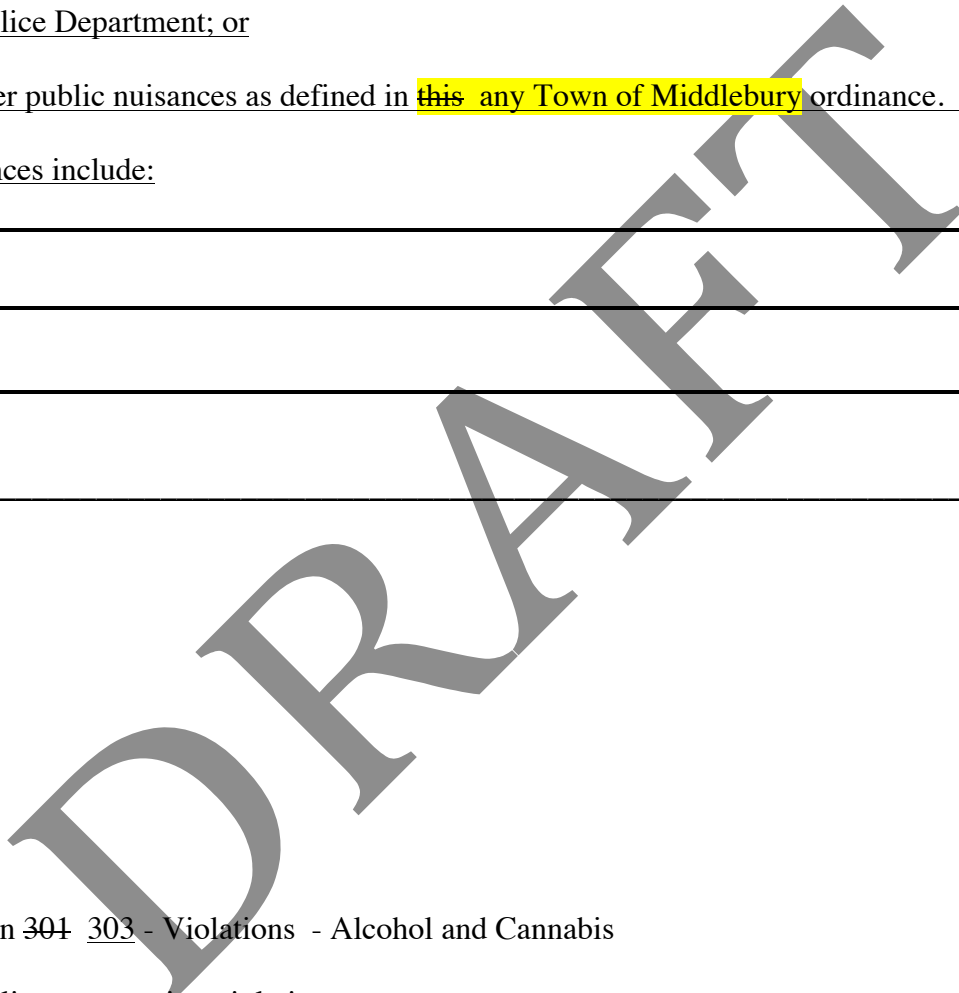 lice Department; or
er public nuisances as defined in this any Town of Middlebury ordinance.
ces include:
DRAFT
n 301 303 - Violations - Alcohol and Cannabis